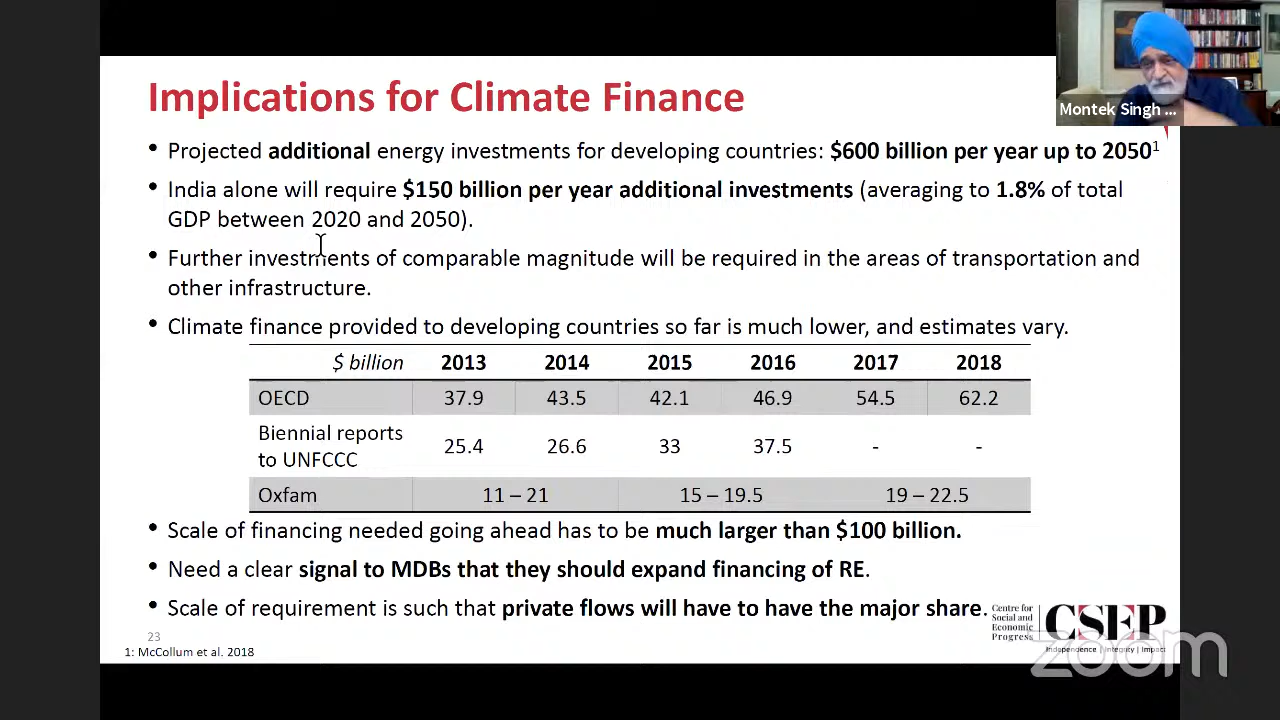 Implications for Climate Finance
Montek Singh ...
• Projected additional energy investments for developing countries: $600 billion per year up to 2050¹
• India alone will require $150 billion per year additional investments (averaging to 1.8% of total
GDP between 2020 and 2050).
• Further investments of comparable magnitude will be required in the areas of transportation and
other infrastructure.
• Climate finance provided to developing countries so far is much lower, and estimates vary.
$ billion 2013 2014 2015 2016 2017 2018
OECD 37.9 43.5 42.1 46.9 54.5 62.2
Biennial reports
to UNFCCC 25.4 26.6 33 37.5 - -
Oxfam 11 – 21 15 – 19.5 19 – 22.5
• Scale of financing needed going ahead has to be much larger than $100 billion.
• Need a clear signal to MDBs that they should expand financing of RE.
• Scale of requirement is such that private flows will have to have the major share.
23
1: McCollum et al. 2018
Centre for
Social and
Economic
Progress
CSEP
Independence | Integrity | Impact
zoom